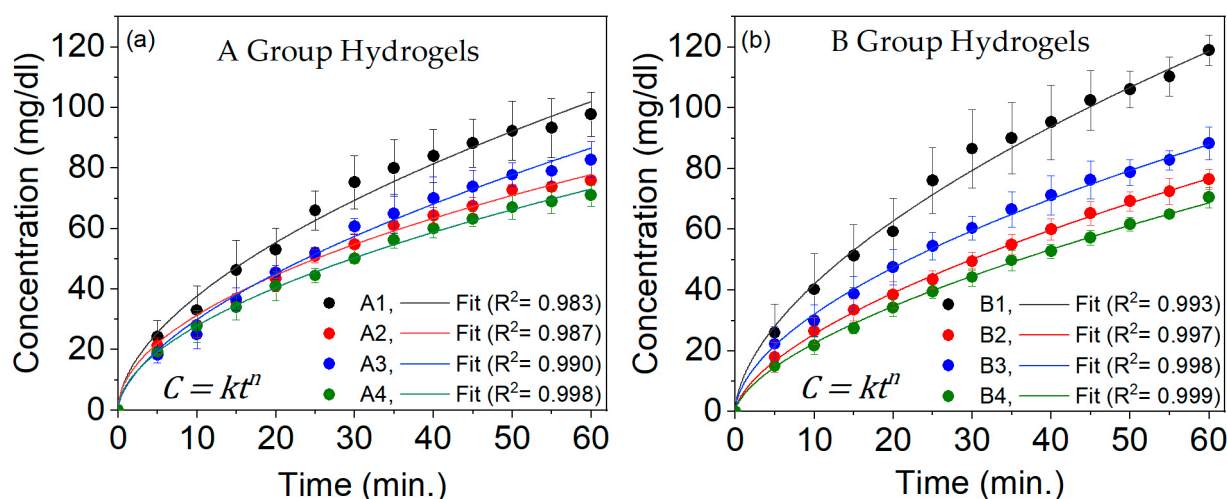 (a)
A Group Hydrogels
Concentration (mg/dl)
120
100
80
60
40
20
0
A1, Fit (R²= 0.983)
A2, Fit (R²= 0.987)
A3, Fit (R²= 0.990)
A4, Fit (R²= 0.998)
C = ktⁿ
0 10 20 30 40 50 60
Time (min.)
(b)
B Group Hydrogels
Concentration (mg/dl)
120
100
80
60
40
20
0
B1, Fit (R²= 0.993)
B2, Fit (R²= 0.997)
B3, Fit (R²= 0.998)
B4, Fit (R²= 0.999)
C = ktⁿ
0 10 20 30 40 50 60
Time (min.)